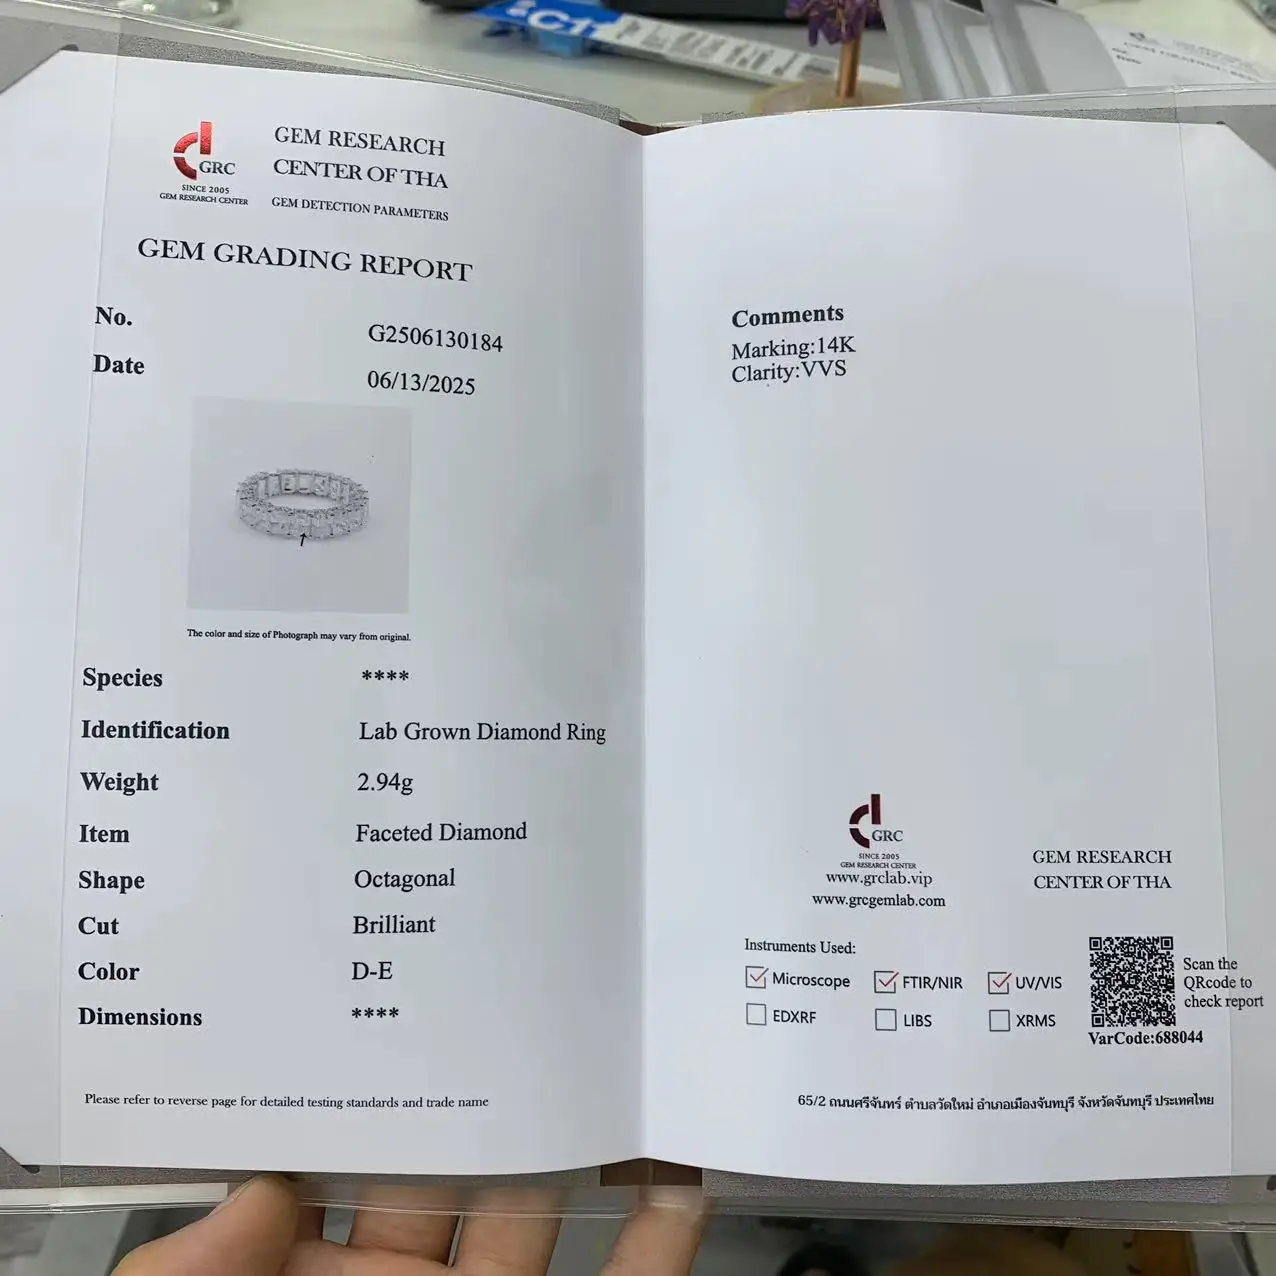 GRC
SINCE 2005
GEM RESEARCH CENTER
GEM RESEARCH
CENTER OF THA
GEM DETECTION PARAMETERS
GEM GRADING REPORT
No. G2506130184
Date 06/13/2025
The color and size of Photograph may vary from original.
Species ****
Identification Lab Grown Diamond Ring
Weight 2.94g
Item Faceted Diamond
Shape Octagonal
Cut Brilliant
Color D-E
Dimensions ****
Please refer to reverse page for detailed testing standards and trade name
Comments
Marking:14K
Clarity:VVS
GRC
SINCE 2005
GEM RESEARCH CENTER
www.grclab.vip
www.grcgemlab.com
GEM RESEARCH
CENTER OF THA
Instruments Used:
Microscope FTIR/NIR UV/VIS
EDXRF LIBS XRMS
Scan the
QRcode to
check report
VarCode:688044
65/2 ถนนศรีจันทร์ ตำบลวัดใหม่ อำเภอเมืองจันทบุรี จังหวัดจันทบุรี ประเทศไทย